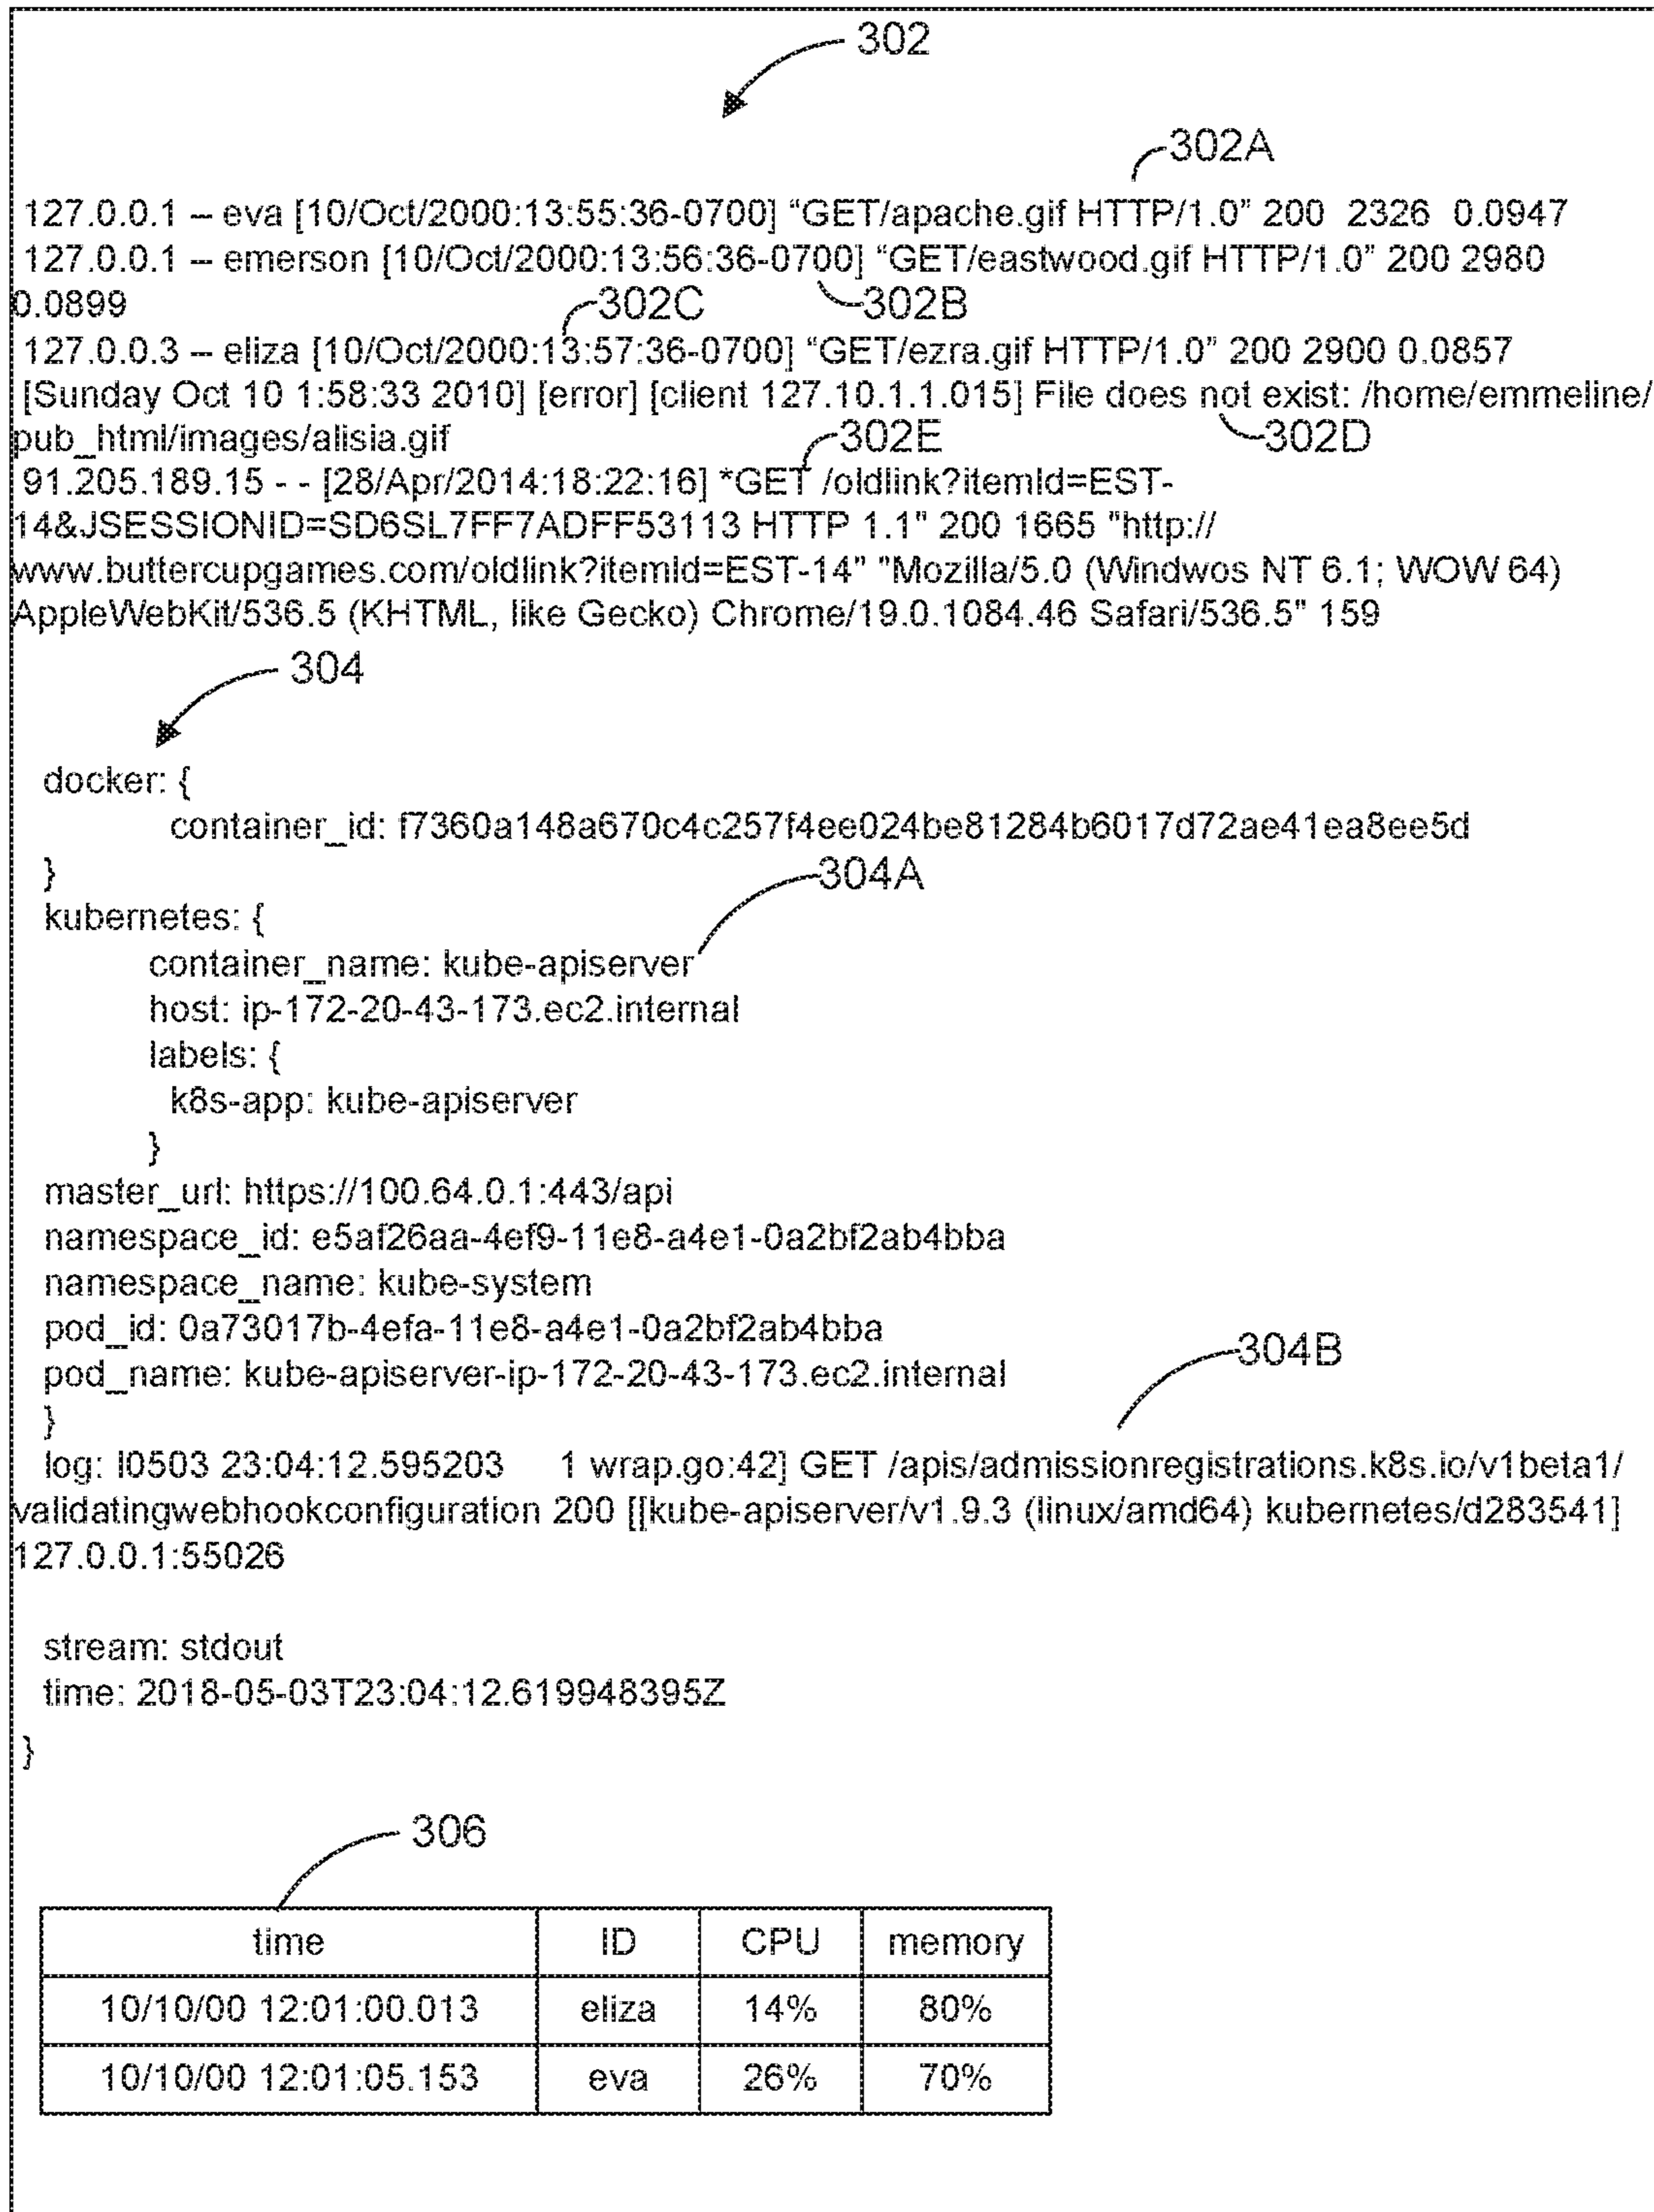 302
302A
127.0.0.1 – eva [10/Oct/2000:13:55:36-0700] “GET/apache.gif HTTP/1.0” 200 2326 0.0947
127.0.0.1 – emerson [10/Oct/2000:13:56:36-0700] “GET/eastwood.gif HTTP/1.0” 200 2980
0.0899
302C
302B
127.0.0.3 – eliza [10/Oct/2000:13:57:36-0700] “GET/ezra.gif HTTP/1.0” 200 2900 0.0857
[Sunday Oct 10 1:58:33 2010] [error] [client 127.10.1.1.015] File does not exist: /home/emmeline/
pub_html/images/alisia.gif
302E
302D
91.205.189.15 - - [28/Apr/2014:18:22:16] *GET /oldlink?itemId=EST-
14&JSESSIONID=SD6SL7FF7ADFF53113 HTTP 1.1" 200 1665 "http://
www.buttercupgames.com/oldlink?itemId=EST-14" "Mozilla/5.0 (Windwos NT 6.1; WOW 64)
AppleWebKit/536.5 (KHTML, like Gecko) Chrome/19.0.1084.46 Safari/536.5" 159
304
docker: {
container_id: f7360a148a670c4c257f4ee024be81284b6017d72ae41ea8ee5d
}
304A
kubernetes: {
container_name: kube-apiserver
host: ip-172-20-43-173.ec2.internal
labels: {
k8s-app: kube-apiserver
}
master_url: https://100.64.0.1:443/api
namespace_id: e5af26aa-4ef9-11e8-a4e1-0a2bf2ab4bba
namespace_name: kube-system
pod_id: 0a73017b-4efa-11e8-a4e1-0a2bf2ab4bba
304B
pod_name: kube-apiserver-ip-172-20-43-173.ec2.internal
}
log: I0503 23:04:12.595203 1 wrap.go:42] GET /apis/admissionregistrations.k8s.io/v1beta1/
validatingwebhookconfiguration 200 [[kube-apiserver/v1.9.3 (linux/amd64) kubernetes/d283541]
127.0.0.1:55026
stream: stdout
time: 2018-05-03T23:04:12.619948395Z
}
306
time ID CPU memory
10/10/00 12:01:00.013 eliza 14% 80%
10/10/00 12:01:05.153 eva 26% 70%